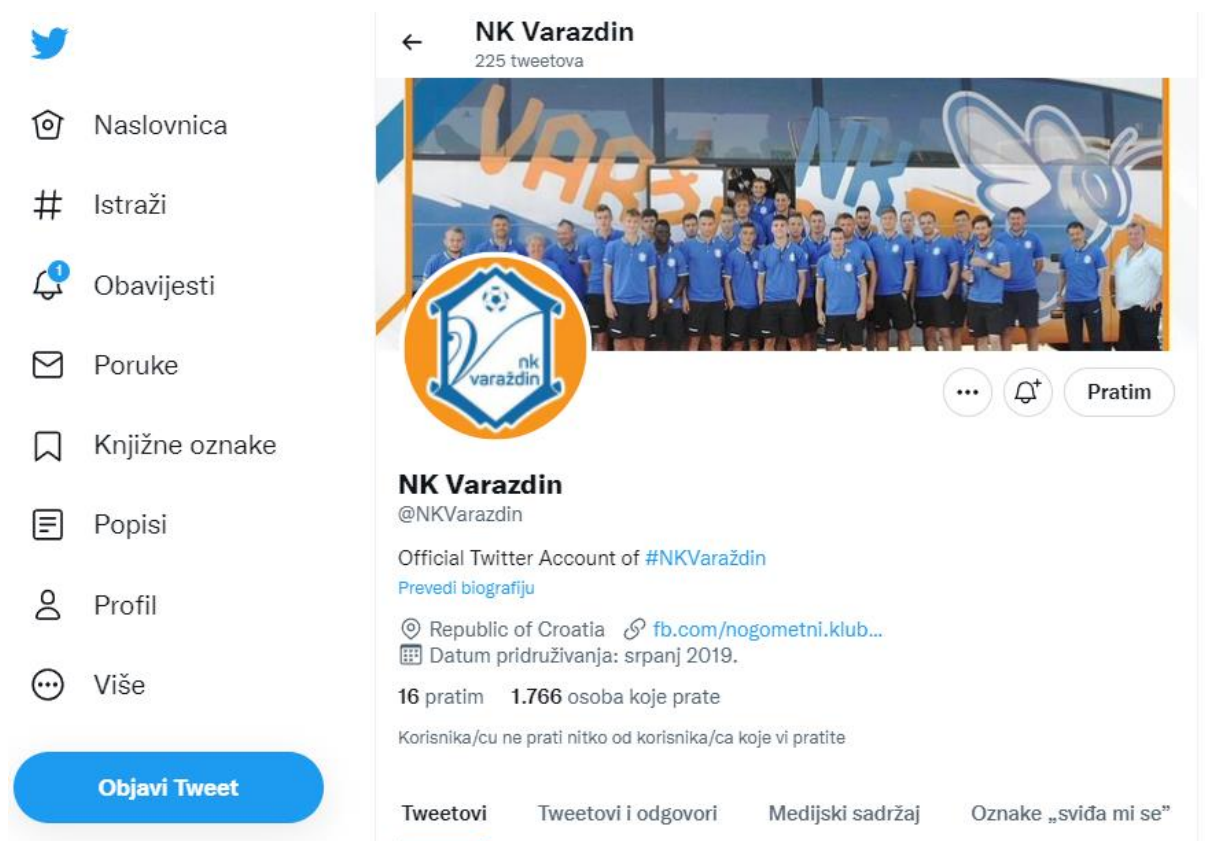 NK Varazdin
225 tweetova
Naslovnica
Istraži
1
Obavijesti
Poruke
Knjižne oznake
Popisi
Profil
Više
Objavi Tweet
VARŽ
NK
nk
varaždin
Pratim
NK Varazdin
@NKVarazdin
Official Twitter Account of #NKVaraždin
Prevedi biografiju
Republic of Croatia fb.com/nogometni.klub...
Datum pridruživanja: srpanj 2019.
16 pratim 1.766 osoba koje prate
Korisnika/cu ne prati nitko od korisnika/ca koje vi pratite
Tweetovi Tweetovi i odgovori Medijski sadržaj Oznake „sviđa mi se”